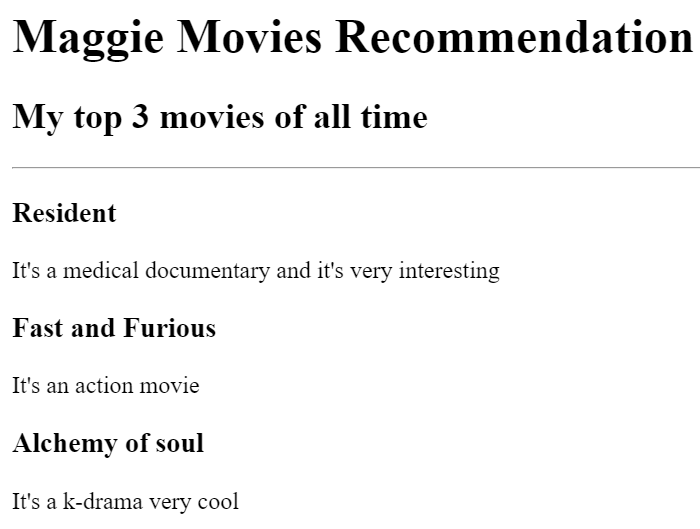 Maggie Movies Recommendation
My top 3 movies of all time
Resident
It's a medical documentary and it's very interesting
Fast and Furious
It's an action movie
Alchemy of soul
It's a k-drama very cool